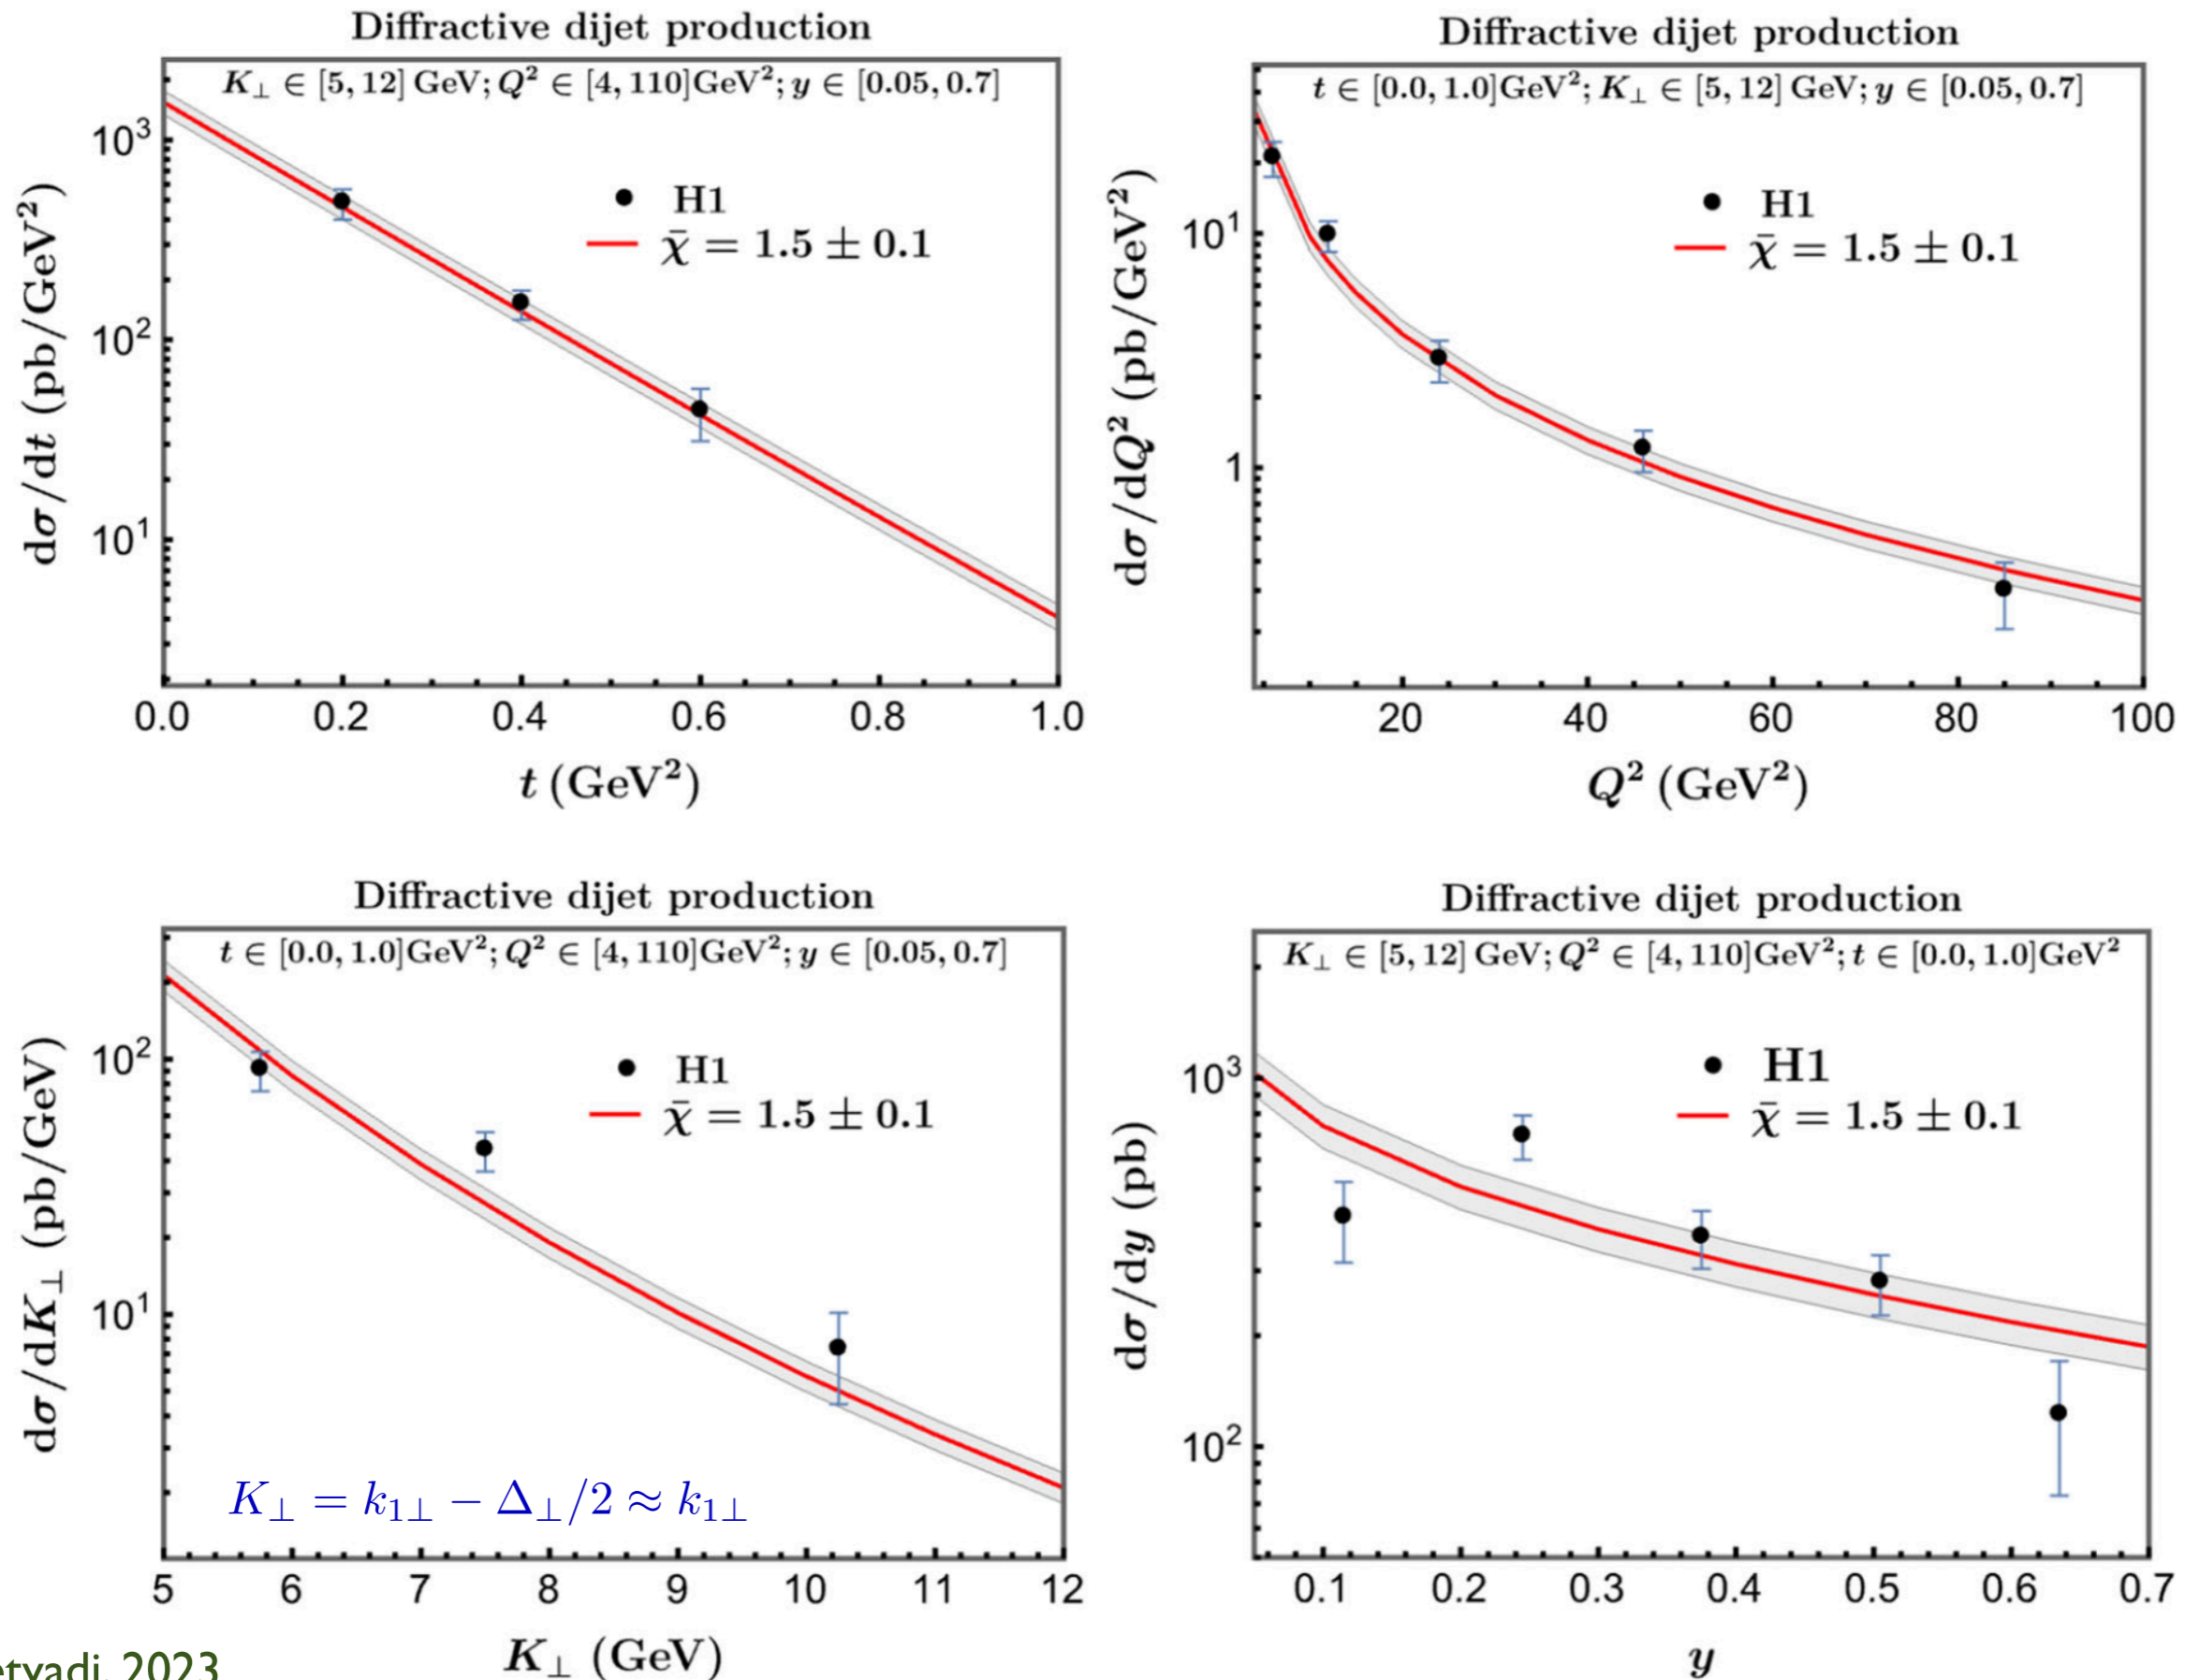 Diffractive dijet production
K⊥ ∈ [5, 12] GeV; Q² ∈ [4, 110]GeV²; y ∈ [0.05, 0.7]
H1
χ̄ = 1.5 ± 0.1
dσ/dt (pb/GeV²)
10³
10²
10¹
0.0 0.2 0.4 0.6 0.8 1.0
t (GeV²)
Diffractive dijet production
t ∈ [0.0, 1.0]GeV²; K⊥ ∈ [5, 12] GeV; y ∈ [0.05, 0.7]
H1
χ̄ = 1.5 ± 0.1
dσ/dQ² (pb/GeV²)
10¹
1
20 40 60 80 100
Q² (GeV²)
Diffractive dijet production
t ∈ [0.0, 1.0]GeV²; Q² ∈ [4, 110]GeV²; y ∈ [0.05, 0.7]
H1
χ̄ = 1.5 ± 0.1
dσ/dK⊥ (pb/GeV)
10²
10¹
K⊥ = k₁⊥ − Δ⊥/2 ≈ k₁⊥
5 6 7 8 9 10 11 12
K⊥ (GeV)
Diffractive dijet production
K⊥ ∈ [5, 12] GeV; Q² ∈ [4, 110]GeV²; t ∈ [0.0, 1.0]GeV²
H1
χ̄ = 1.5 ± 0.1
dσ/dy (pb)
10³
10²
0.1 0.2 0.3 0.4 0.5 0.6 0.7
y
2023